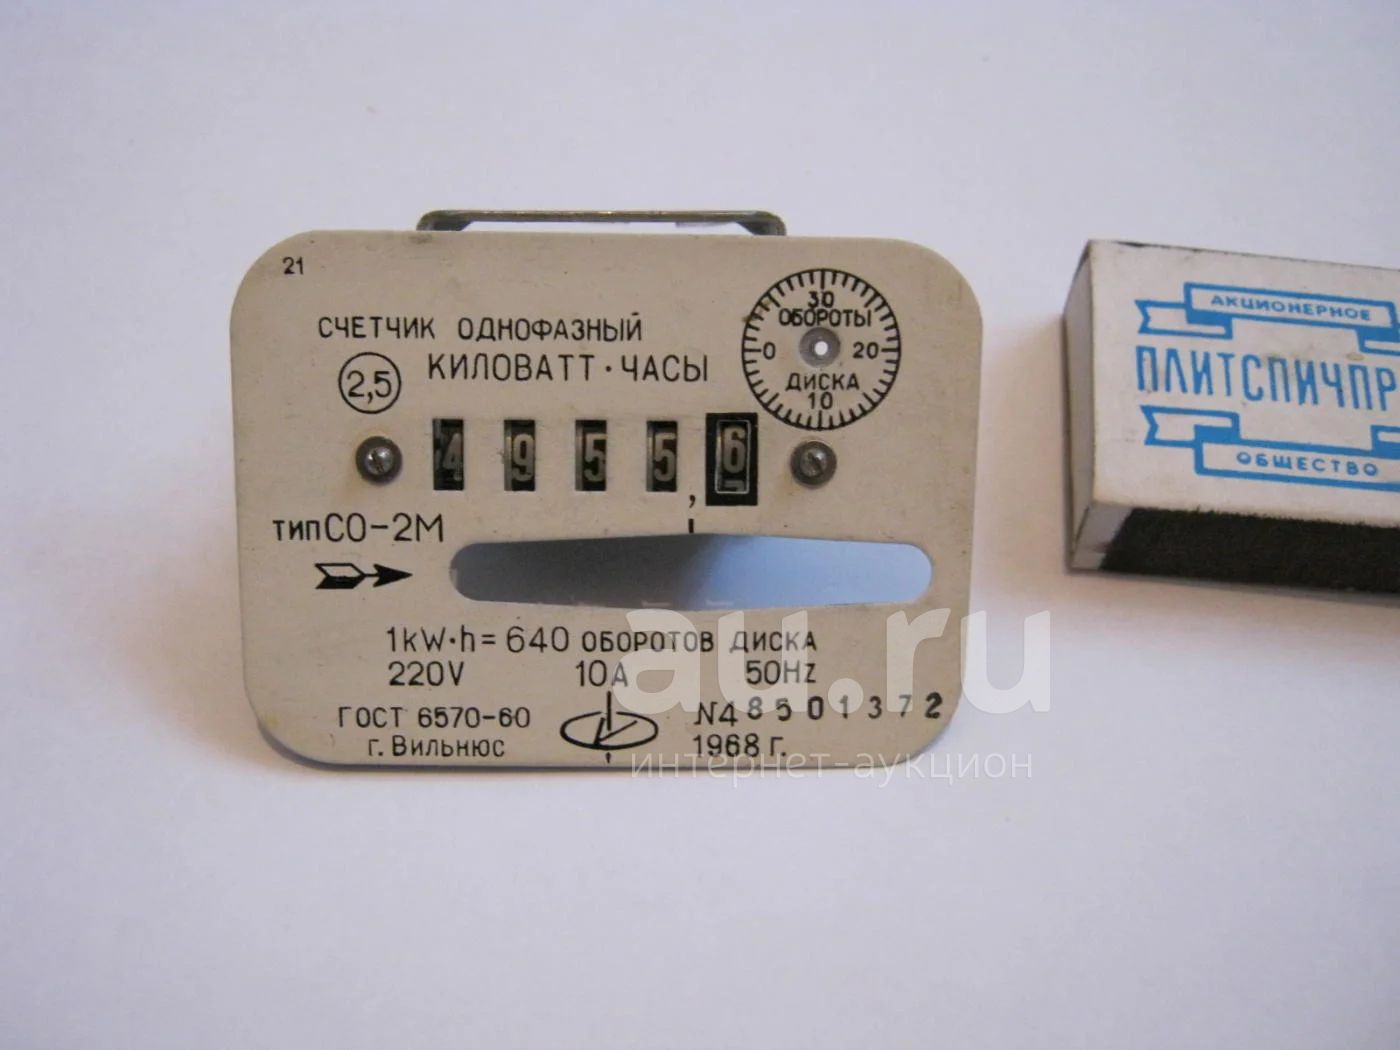 21
СЧЕТЧИК ОДНОФАЗНЫЙ
КИЛОВАТТ·ЧАСЫ
2,5
30
ОБОРОТЫ
0 20
ДИСКА
10
4 9 5 5 , 6
тип СО-2М
1kW·h = 640 ОБОРОТОВ ДИСКА
220V 10А 50Hz
ГОСТ 6570-60
г. Вильнюс
№48501372
1968 г.
АКЦИОНЕРНОЕ
ПЛИТСПИЧПР
ОБЩЕСТВО
au.ru
интернет-аукцион